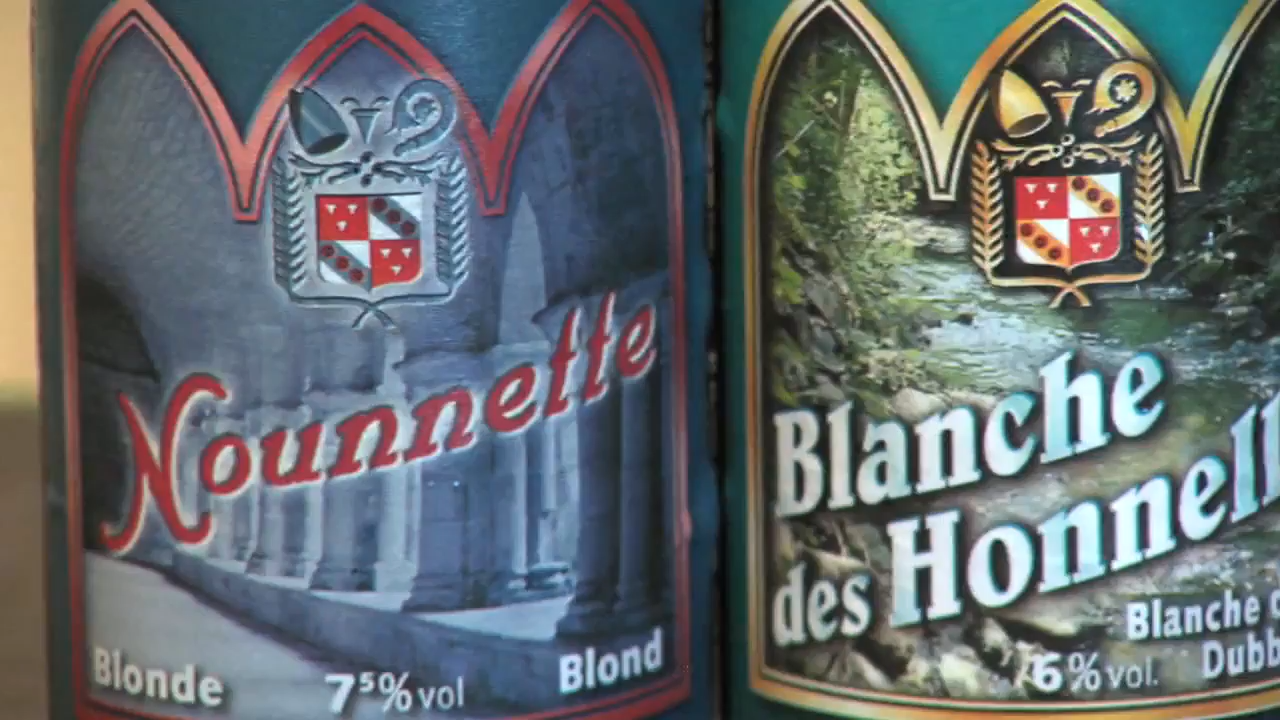 Nounnette
Blonde
7⁵% vol
Blond
Blanche
des Honnell
Blanche
6% vol.
Dubb